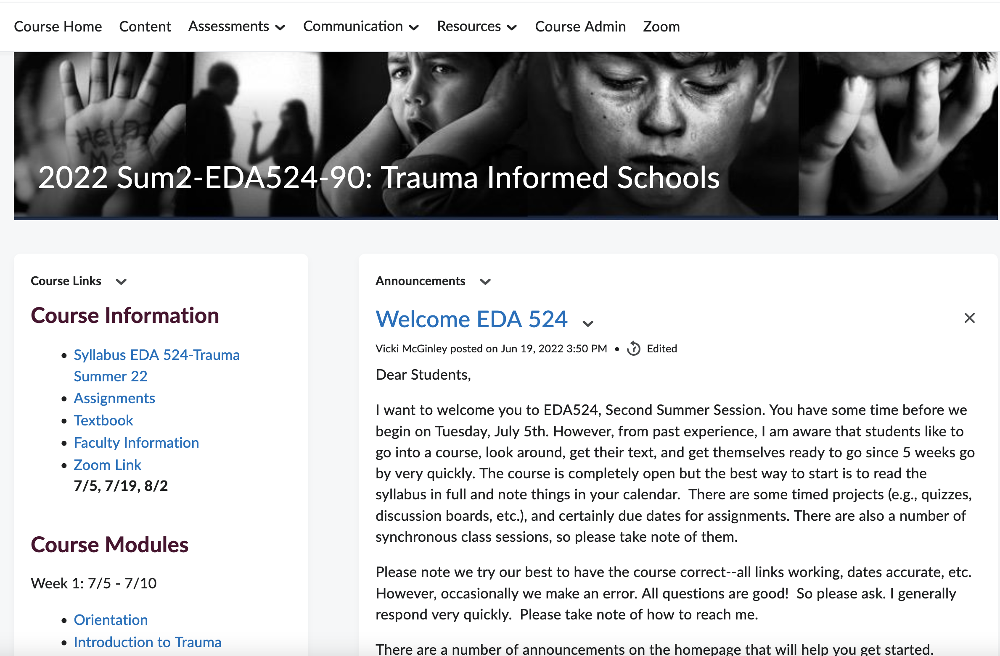 Course Home Content Assessments Communication Resources Course Admin Zoom
HelP
Me
2022 Sum2-EDA524-90: Trauma Informed Schools
Course Links
Course Information
• Syllabus EDA 524-Trauma
Summer 22
• Assignments
• Textbook
• Faculty Information
• Zoom Link
7/5, 7/19, 8/2
Course Modules
Week 1: 7/5 - 7/10
• Orientation
• Introduction to Trauma
Announcements
Welcome EDA 524
Vicki McGinley posted on Jun 19, 2022 3:50 PM • Edited
Dear Students,
I want to welcome you to EDA524, Second Summer Session. You have some time before we
begin on Tuesday, July 5th. However, from past experience, I am aware that students like to
go into a course, look around, get their text, and get themselves ready to go since 5 weeks go
by very quickly. The course is completely open but the best way to start is to read the
syllabus in full and note things in your calendar.  There are some timed projects (e.g., quizzes,
discussion boards, etc.), and certainly due dates for assignments. There are also a number of
synchronous class sessions, so please take note of them.
Please note we try our best to have the course correct--all links working, dates accurate, etc.
However, occasionally we make an error. All questions are good!  So please ask. I generally
respond very quickly.  Please take note of how to reach me.
There are a number of announcements on the homepage that will help you get started.